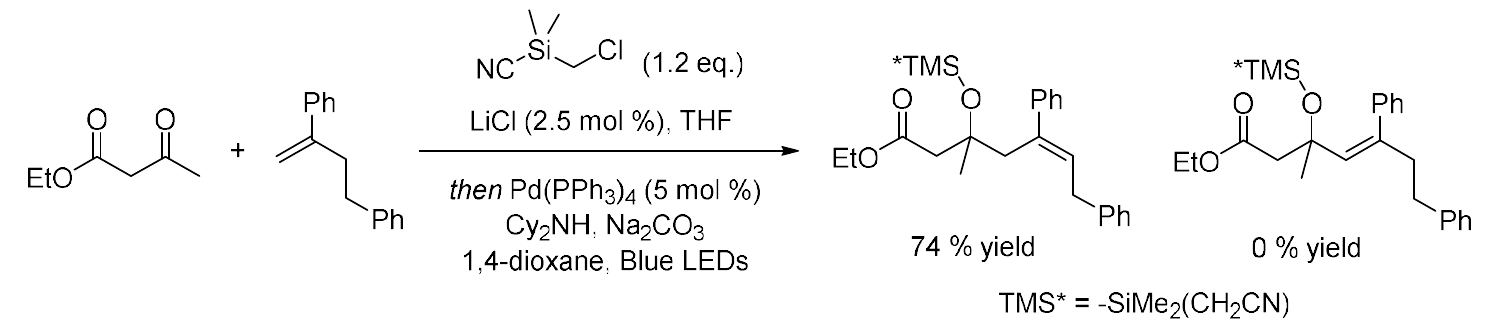 Si
Cl
NC
(1.2 eq.)
*TMS
*TMS
O
O
Ph
O
O
Ph
O
O
Ph
LiCl (2.5 mol %), THF
EtO
+
EtO
EtO
then Pd(PPh3)4 (5 mol %)
Ph
Cy2NH, Na2CO3
Ph
Ph
1,4-dioxane, Blue LEDs
74 % yield
0 % yield
TMS* = -SiMe2(CH2CN)